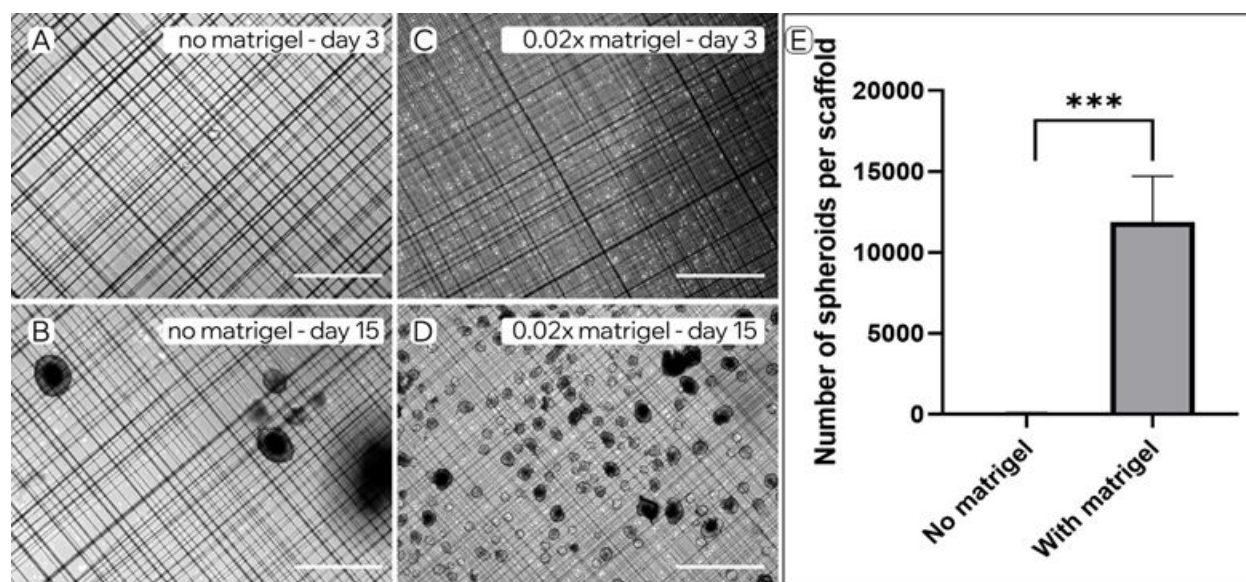 A
no matrigel - day 3
C
0.02x matrigel - day 3
B
no matrigel - day 15
D
0.02x matrigel - day 15
E
Number of spheroids per scaffold
20000
15000
10000
5000
0
***
No matrigel
With matrigel